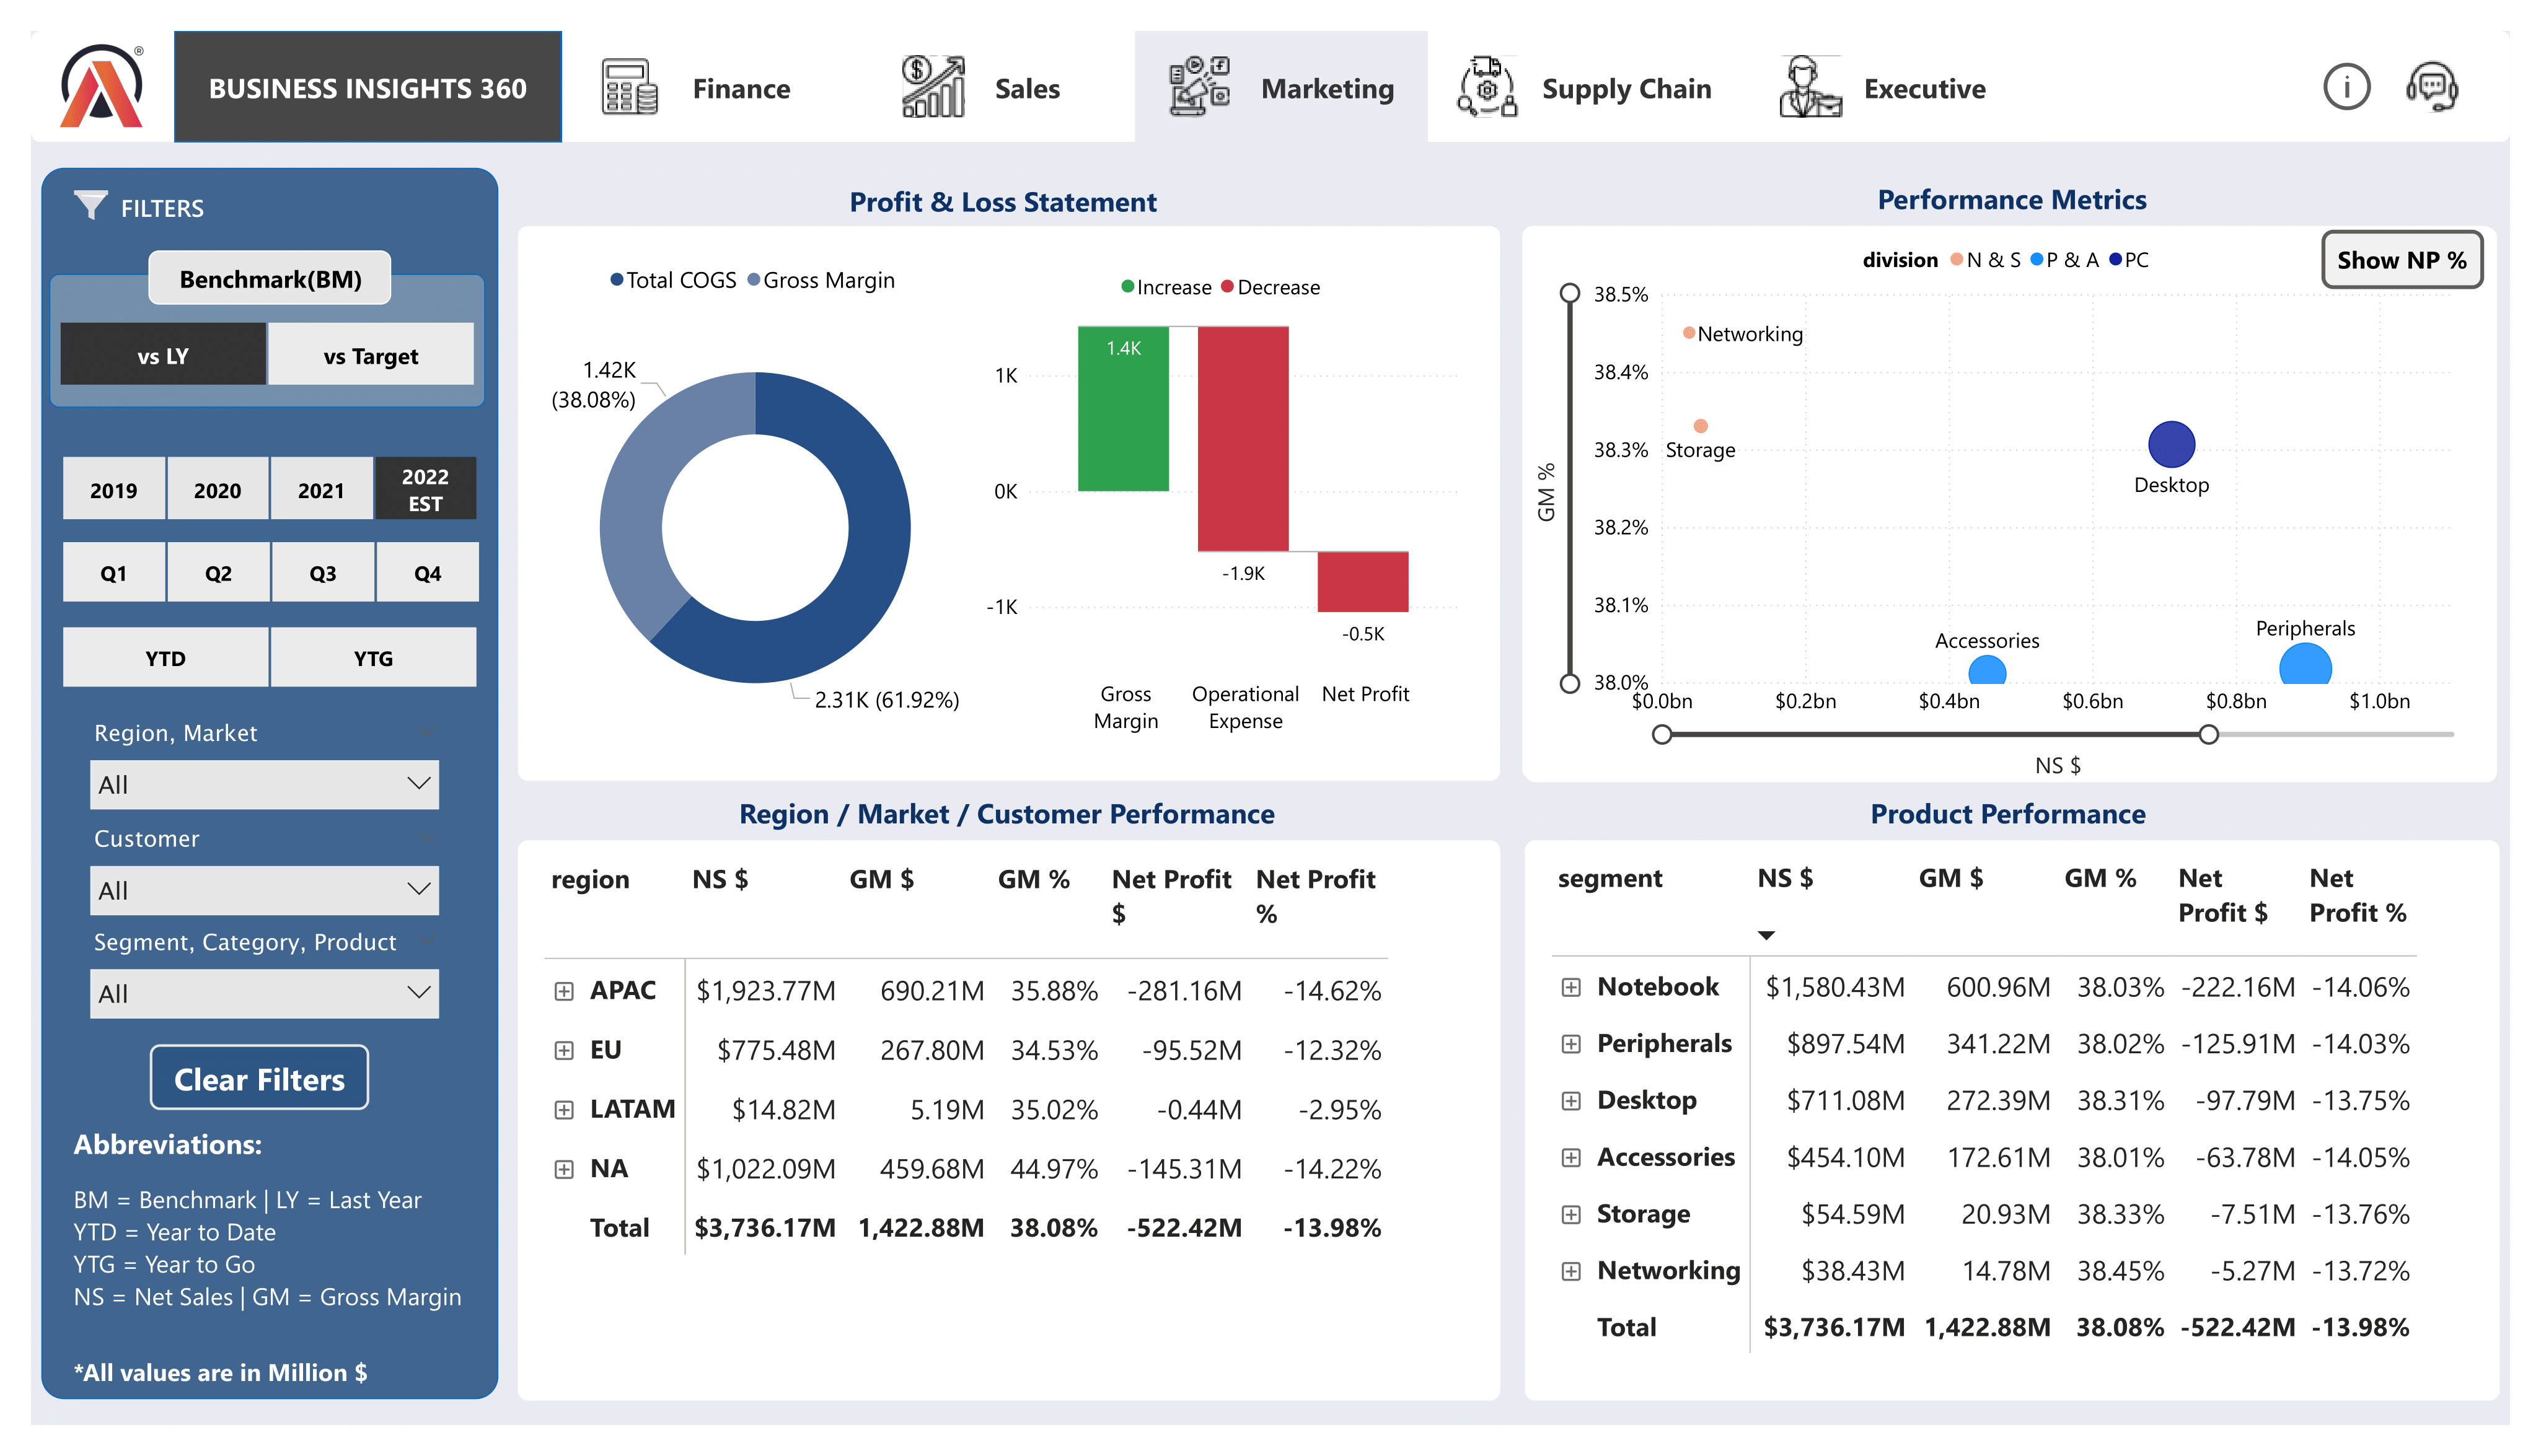 BUSINESS INSIGHTS 360
Finance
Sales
Marketing
Supply Chain
Executive
FILTERS
Benchmark(BM)
vs LY
vs Target
2019
2020
2021
2022
EST
Q1
Q2
Q3
Q4
YTD
YTG
Region, Market
All
Customer
All
Segment, Category, Product
All
Clear Filters
Abbreviations:
BM = Benchmark | LY = Last Year
YTD = Year to Date
YTG = Year to Go
NS = Net Sales | GM = Gross Margin
*All values are in Million $
Profit & Loss Statement
Total COGS Gross Margin
1.42K
(38.08%)
2.31K (61.92%)
Increase Decrease
1K
0K
-1K
1.4K
-1.9K
-0.5K
Gross
Margin
Operational
Expense
Net Profit
Performance Metrics
division N & S P & A PC
Show NP %
GM %
38.5%
38.4%
38.3%
38.2%
38.1%
38.0%
Networking
Storage
Desktop
Accessories
Peripherals
$0.0bn $0.2bn $0.4bn $0.6bn $0.8bn $1.0bn
NS $
Region / Market / Customer Performance
region NS $ GM $ GM % Net Profit Net Profit
$ %
APAC $1,923.77M 690.21M 35.88% -281.16M -14.62%
EU $775.48M 267.80M 34.53% -95.52M -12.32%
LATAM $14.82M 5.19M 35.02% -0.44M -2.95%
NA $1,022.09M 459.68M 44.97% -145.31M -14.22%
Total $3,736.17M 1,422.88M 38.08% -522.42M -13.98%
Product Performance
segment NS $ GM $ GM % Net Net
Profit $ Profit %
Notebook $1,580.43M 600.96M 38.03% -222.16M -14.06%
Peripherals $897.54M 341.22M 38.02% -125.91M -14.03%
Desktop $711.08M 272.39M 38.31% -97.79M -13.75%
Accessories $454.10M 172.61M 38.01% -63.78M -14.05%
Storage $54.59M 20.93M 38.33% -7.51M -13.76%
Networking $38.43M 14.78M 38.45% -5.27M -13.72%
Total $3,736.17M 1,422.88M 38.08% -522.42M -13.98%